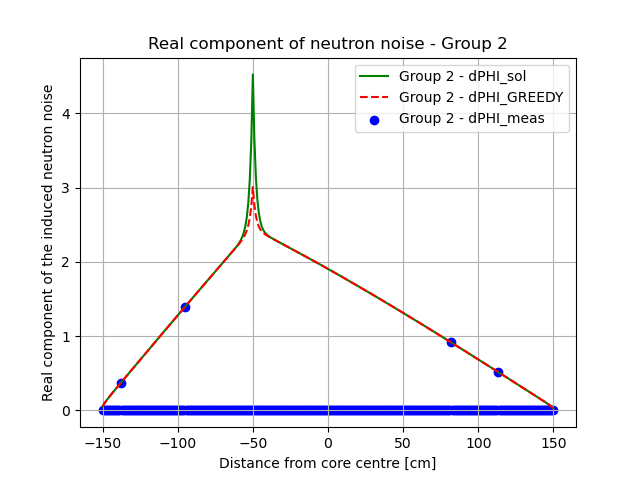 Real component of neutron noise - Group 2
Group 2 - dPHI_sol
Group 2 - dPHI_GREEDY
Group 2 - dPHI_meas
Real component of the induced neutron noise
4
3
2
1
0
−150
−100
−50
0
50
100
150
Distance from core centre [cm]